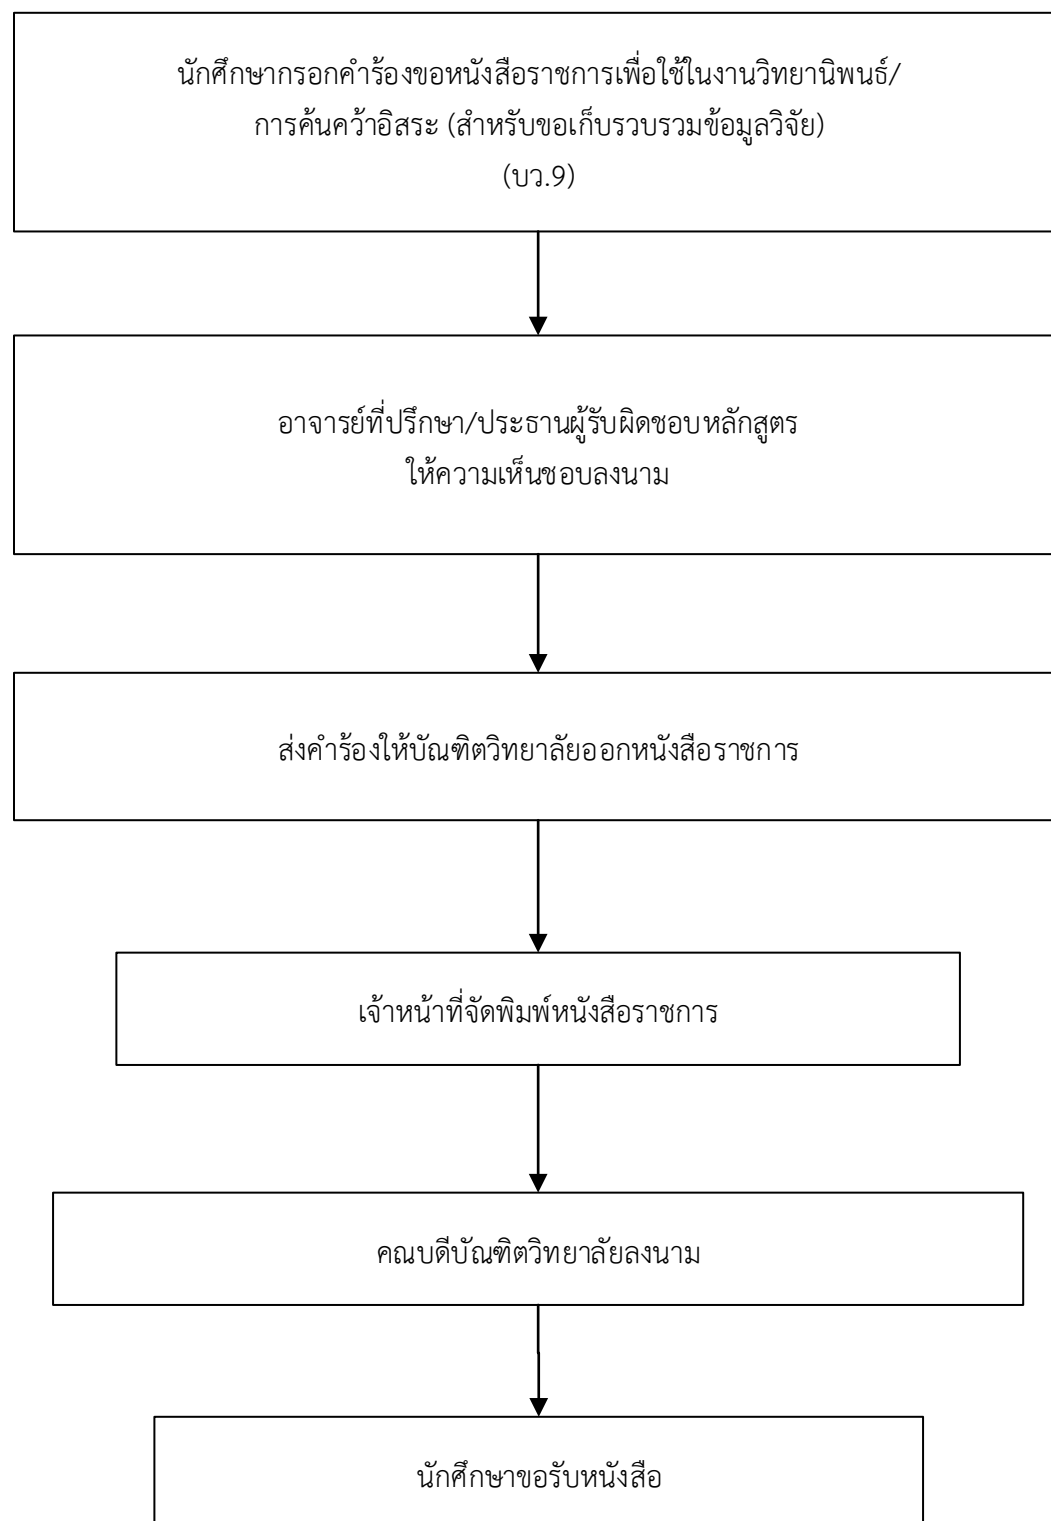 นักศึกษากรอกคำร้องขอหนังสือราชการเพื่อใช้ในงานวิทยานิพนธ์/
การค้นคว้าอิสระ (สำหรับขอเก็บรวบรวมข้อมูลวิจัย)
(บว.9)
อาจารย์ที่ปรึกษา/ประธานผู้รับผิดชอบหลักสูตร
ให้ความเห็นชอบลงนาม
ส่งคำร้องให้บัณฑิตวิทยาลัยออกหนังสือราชการ
เจ้าหน้าที่จัดพิมพ์หนังสือราชการ
คณบดีบัณฑิตวิทยาลัยลงนาม
นักศึกษาขอรับหนังสือ